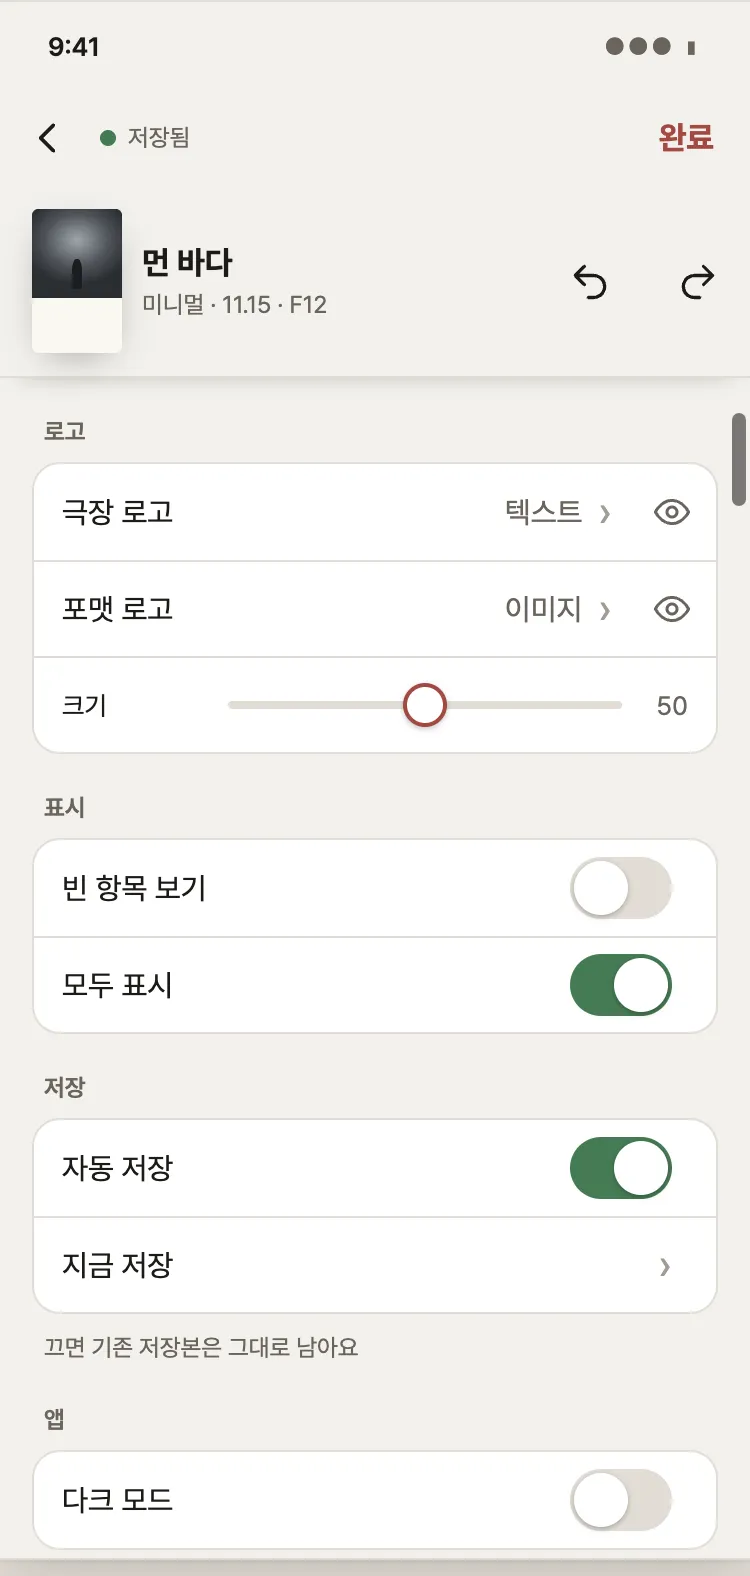 9:41
저장됨
완료
먼 바다
미니멀 · 11.15 · F12
로고
극장 로고 텍스트 ›
포맷 로고 이미지 ›
크기 50
표시
빈 항목 보기
모두 표시
저장
자동 저장
지금 저장 ›
끄면 기존 저장본은 그대로 남아요
앱
다크 모드